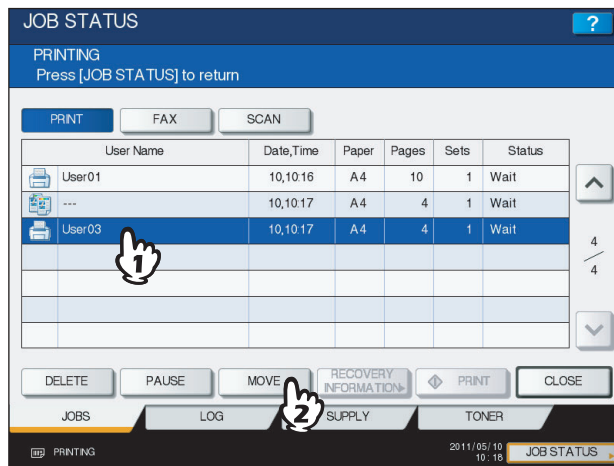 JOB STATUS
?
PRINTING
Press [JOB STATUS] to return
PRINT FAX SCAN
User Name Date,Time Paper Pages Sets Status
User01 10,10:16 A4 10 1 Wait
--- 10,10:17 A4 4 1 Wait
User03 10,10:17 A4 4 1 Wait
1
4
4
DELETE PAUSE MOVE RECOVERY INFORMATION PRINT CLOSE
2
JOBS LOG SUPPLY TONER
PRINTING
2011/05/10
10:18
JOB STATUS